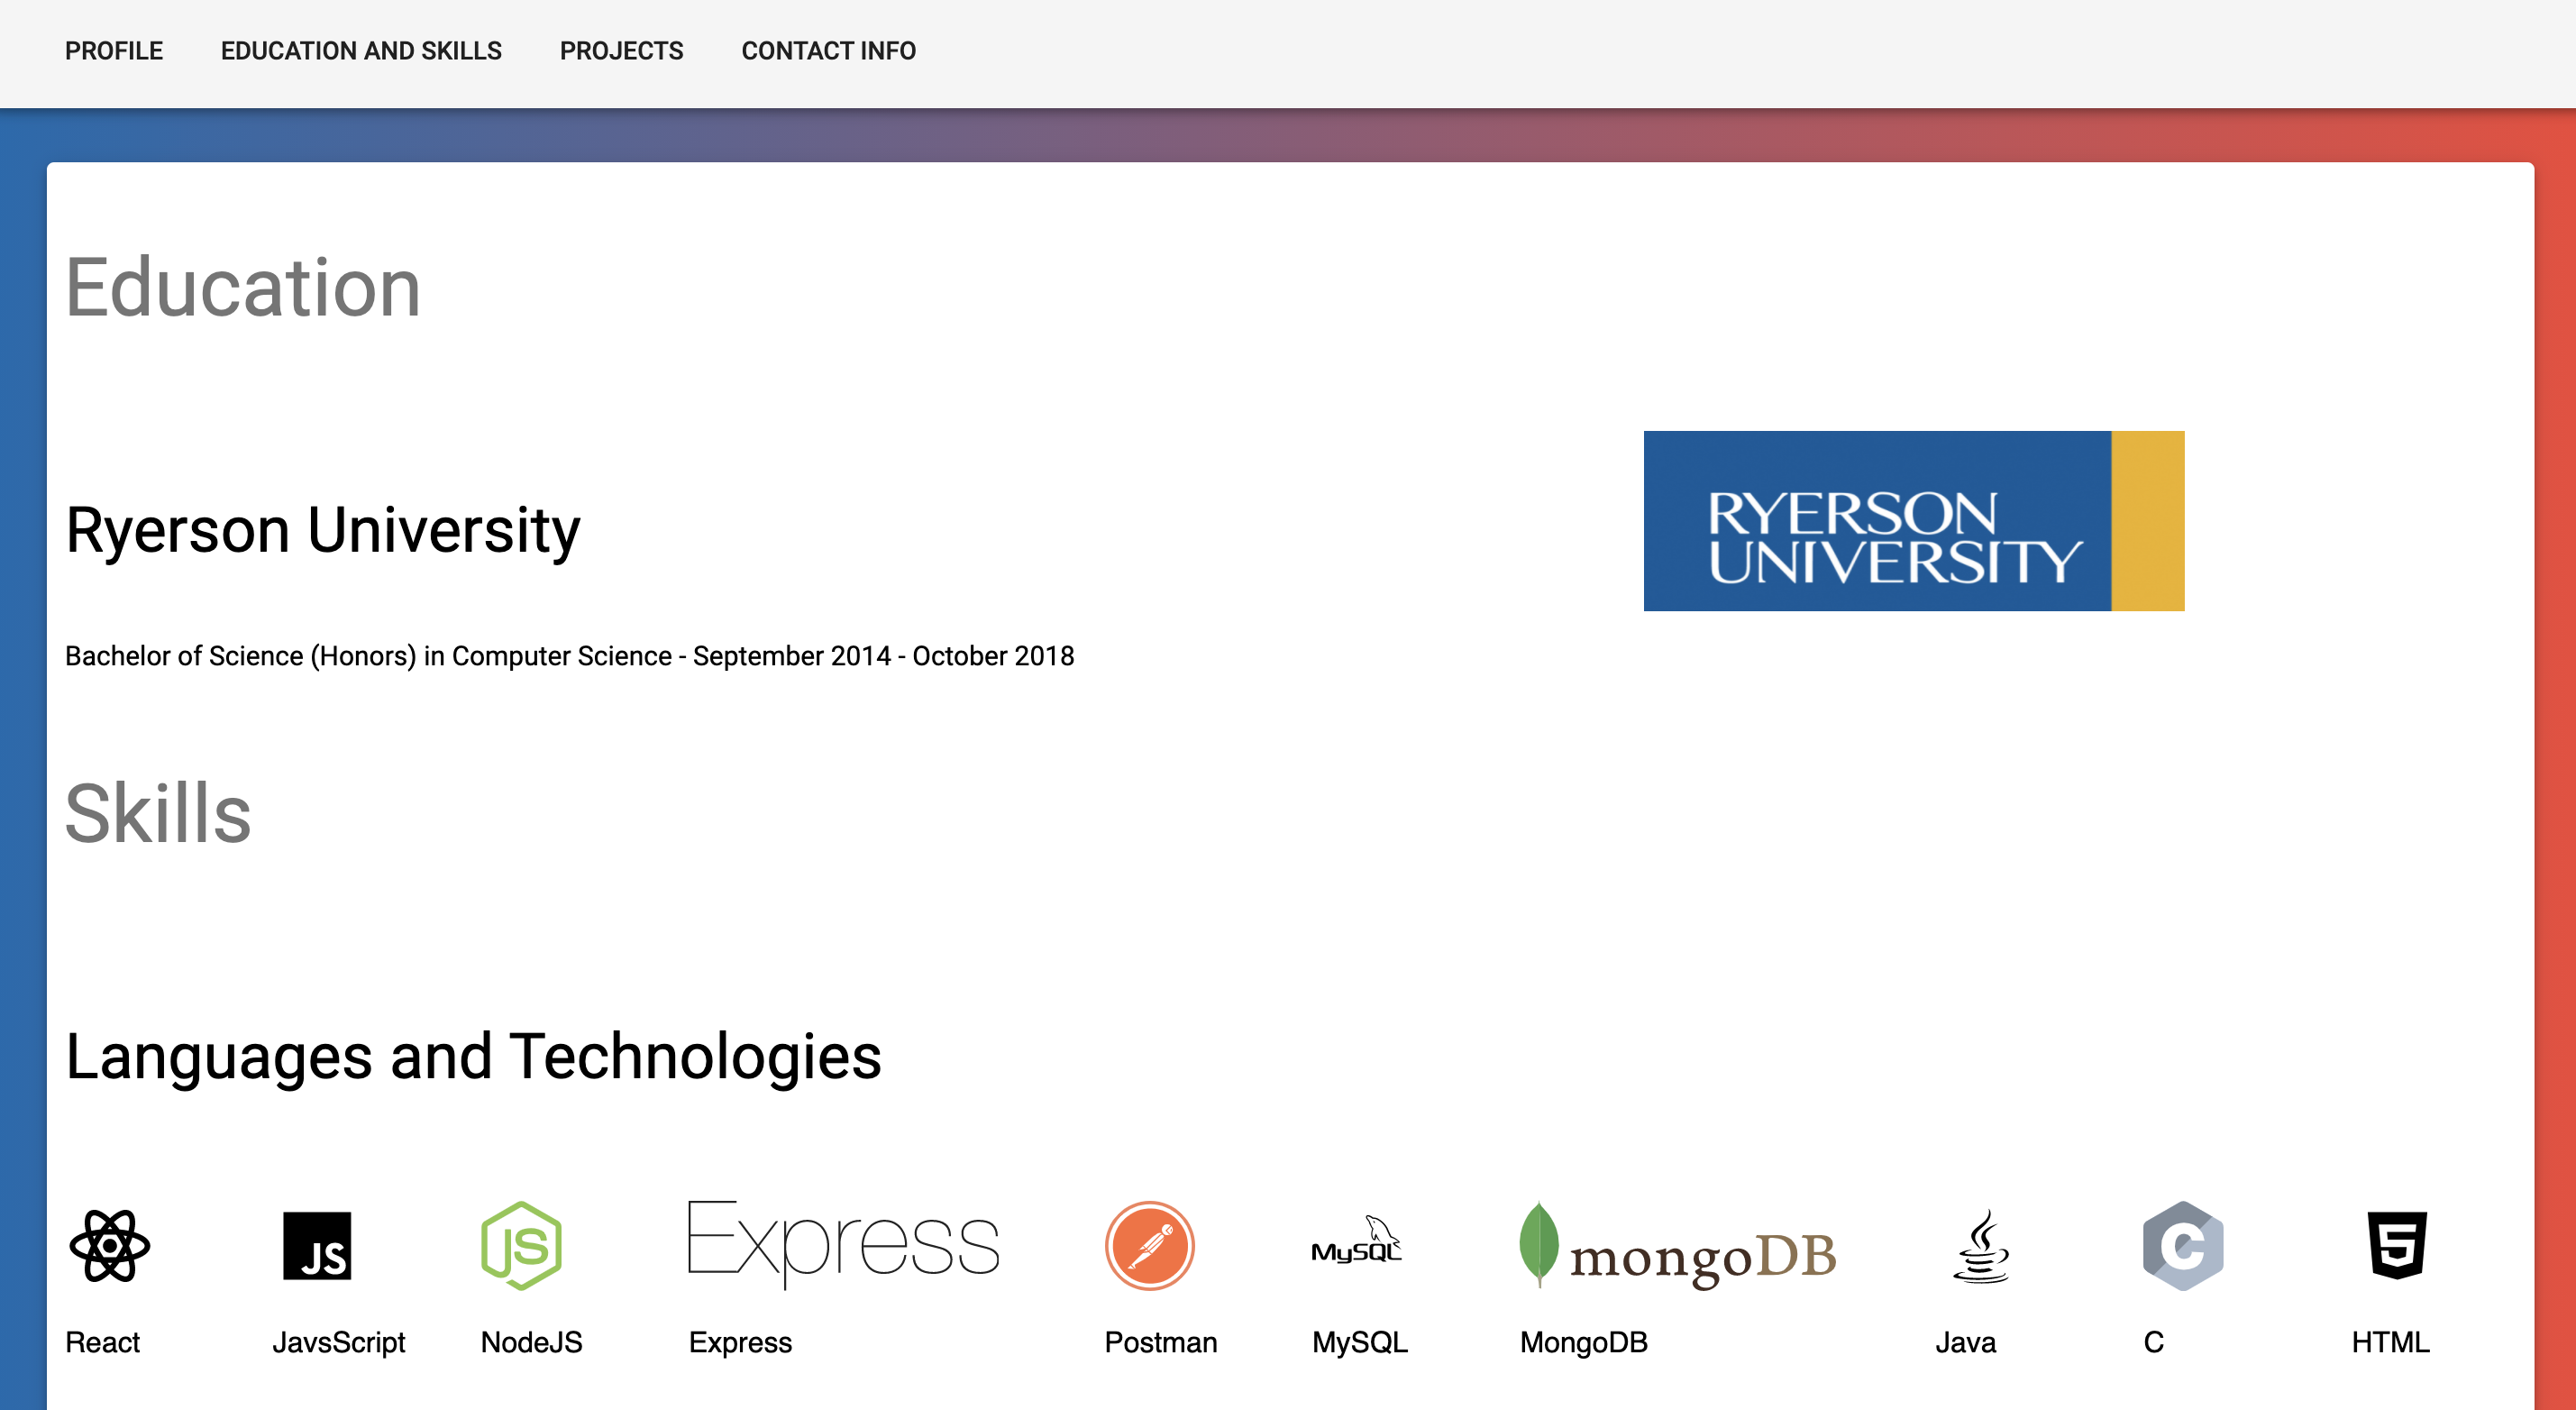 PROFILE EDUCATION AND SKILLS PROJECTS CONTACT INFO
Education
Ryerson University
RYERSON
UNIVERSITY
Bachelor of Science (Honors) in Computer Science - September 2014 - October 2018
Skills
Languages and Technologies
JS JS Express MySQL mongoDB C 5
React JavsScript NodeJS Express Postman MySQL MongoDB Java C HTML